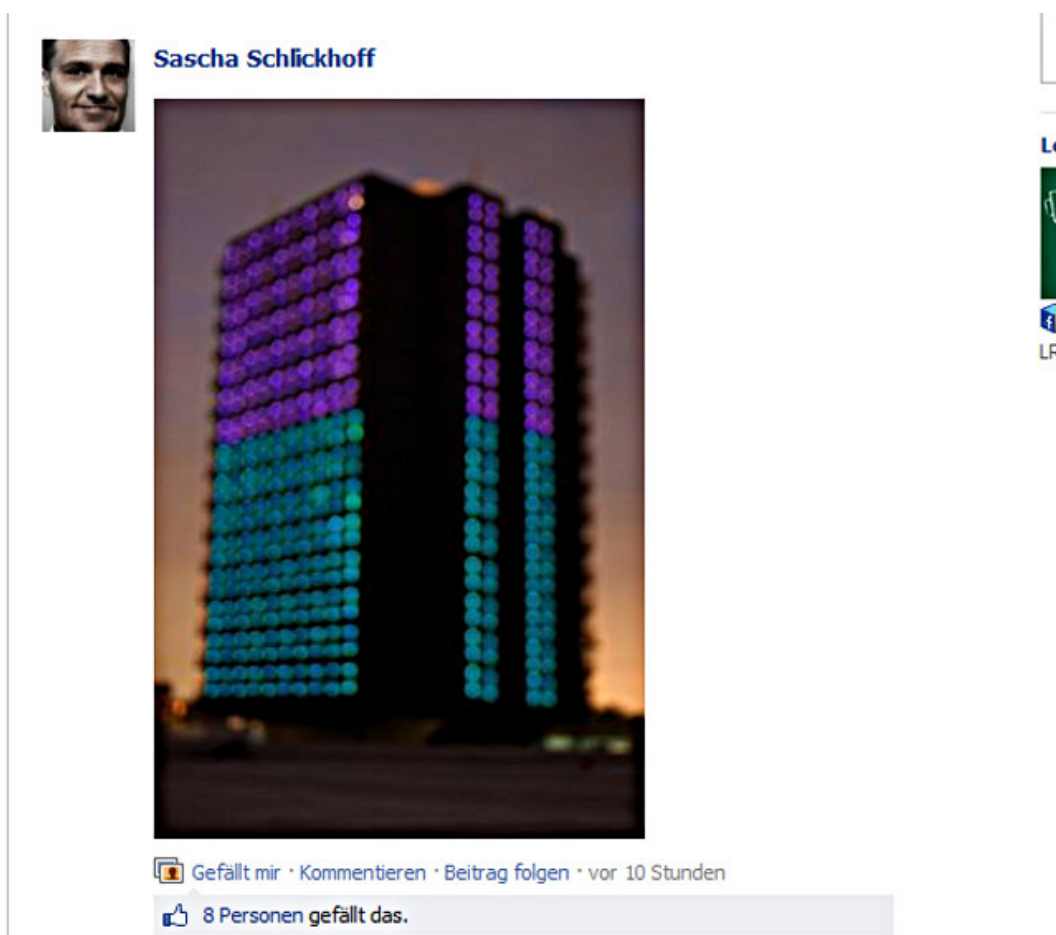 Sascha Schlickhoff
Gefällt mir · Kommentieren · Beitrag folgen · vor 10 Stunden
8 Personen gefällt das.